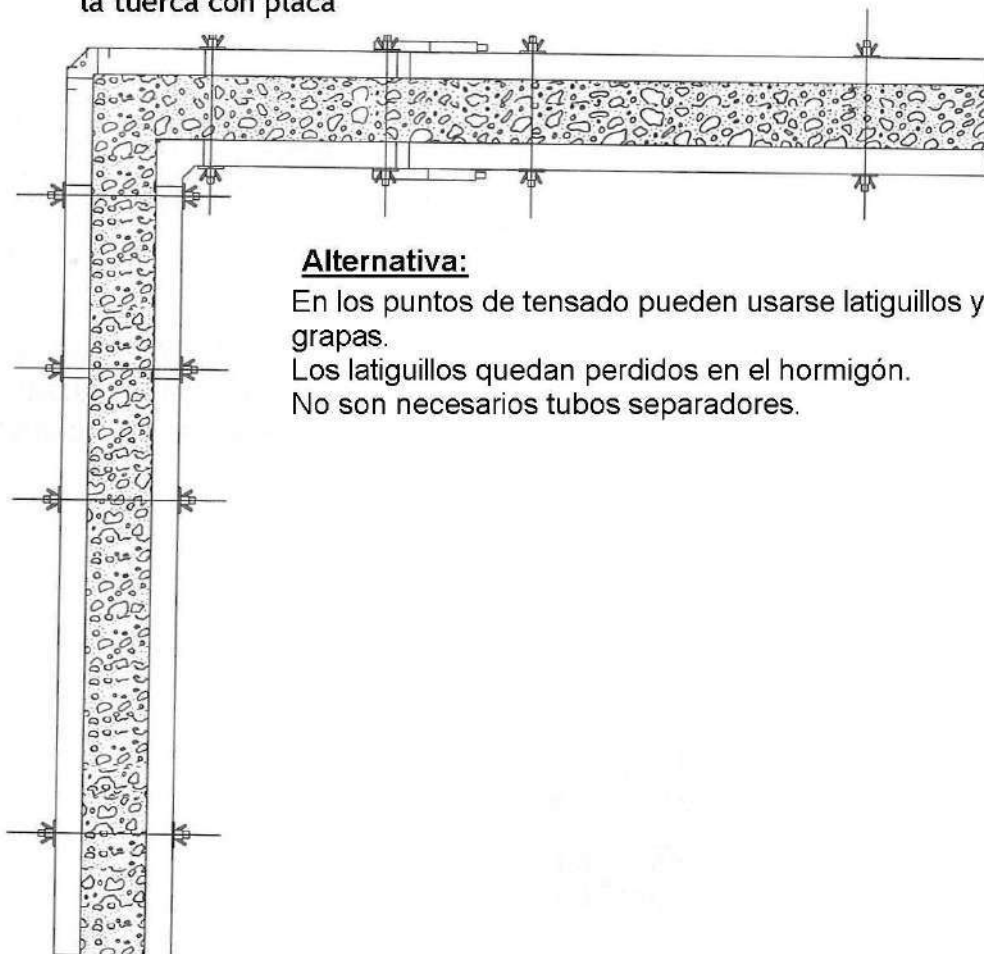 la tuerca con placa
Alternativa:
En los puntos de tensado pueden usarse latiguillos y
grapas.
Los latiguillos quedan perdidos en el hormigón.
No son necesarios tubos separadores.